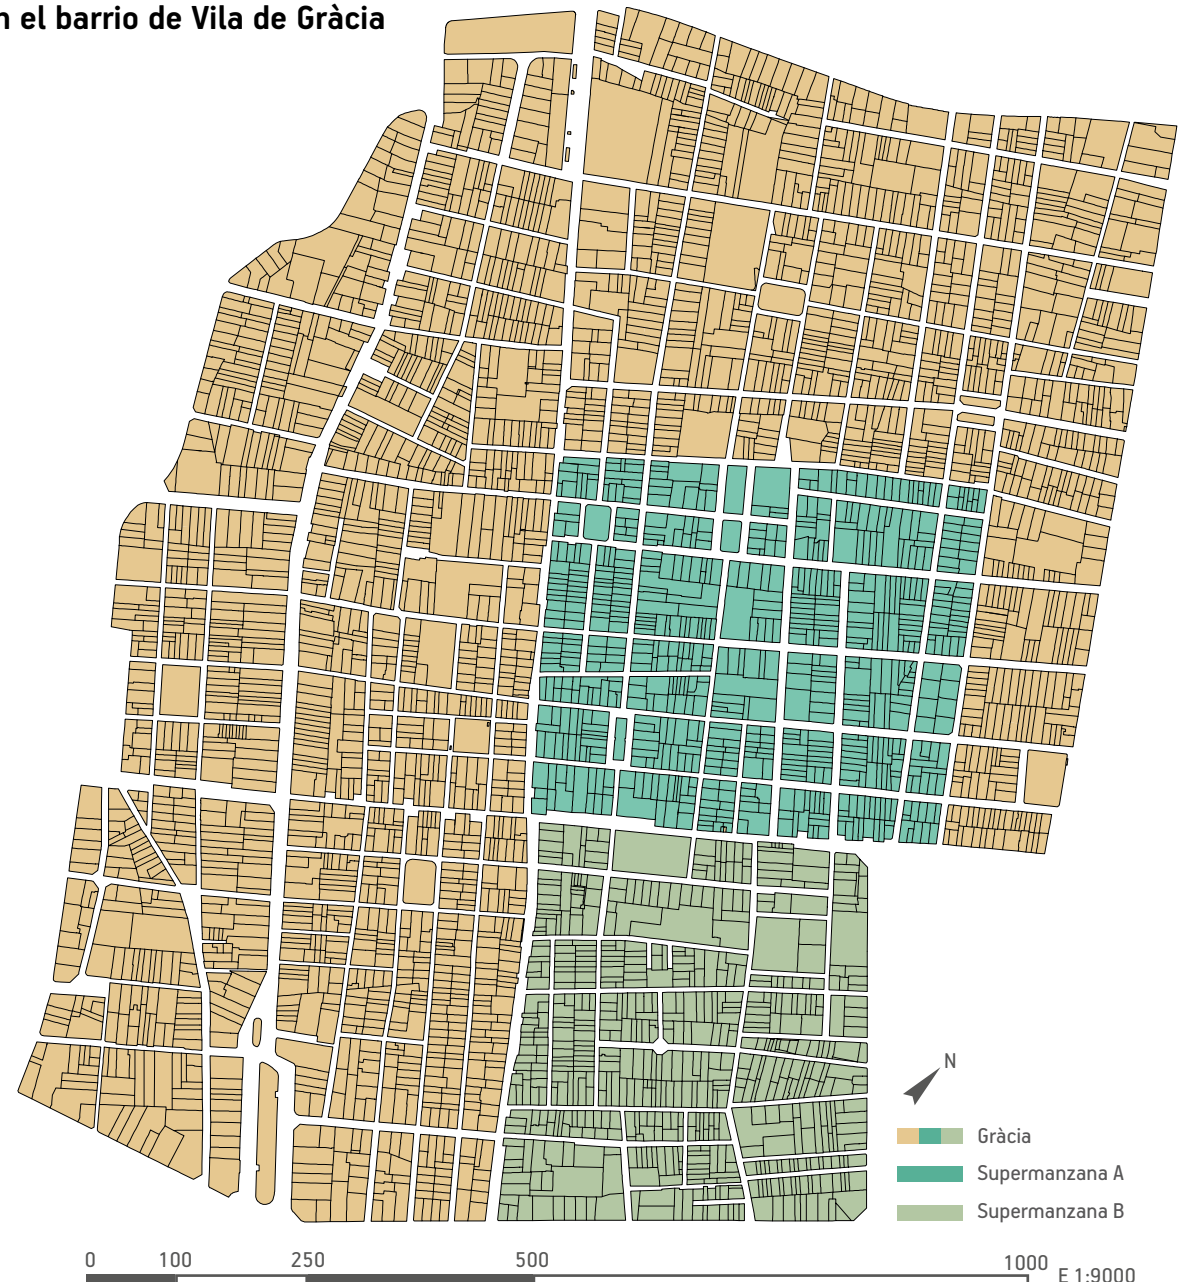 n el barrio de Vila de Gràcia
N
Gràcia
Supermanzana A
Supermanzana B
0 100 250 500 1000
E 1:9000